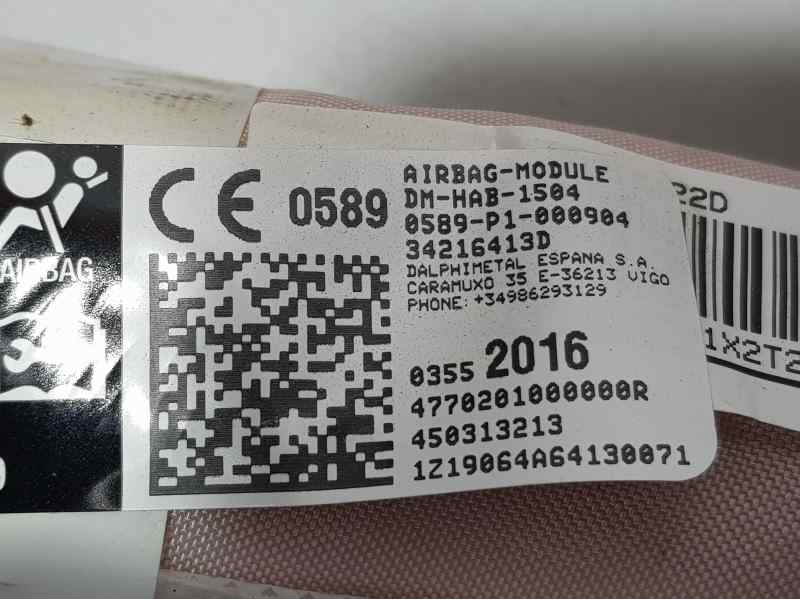 AIRBAG
CE 0589
AIRBAG-MODULE
DM-HAB-1504
0589-P1-000904
34216413D
DALPHIMETAL ESPANA S.A.
CARAMUXO 35 E-36213 VIGO
PHONE: +34986293129
0355 2016
4770201000000R
450313213
1Z19064A64130071
22D
1X2T2